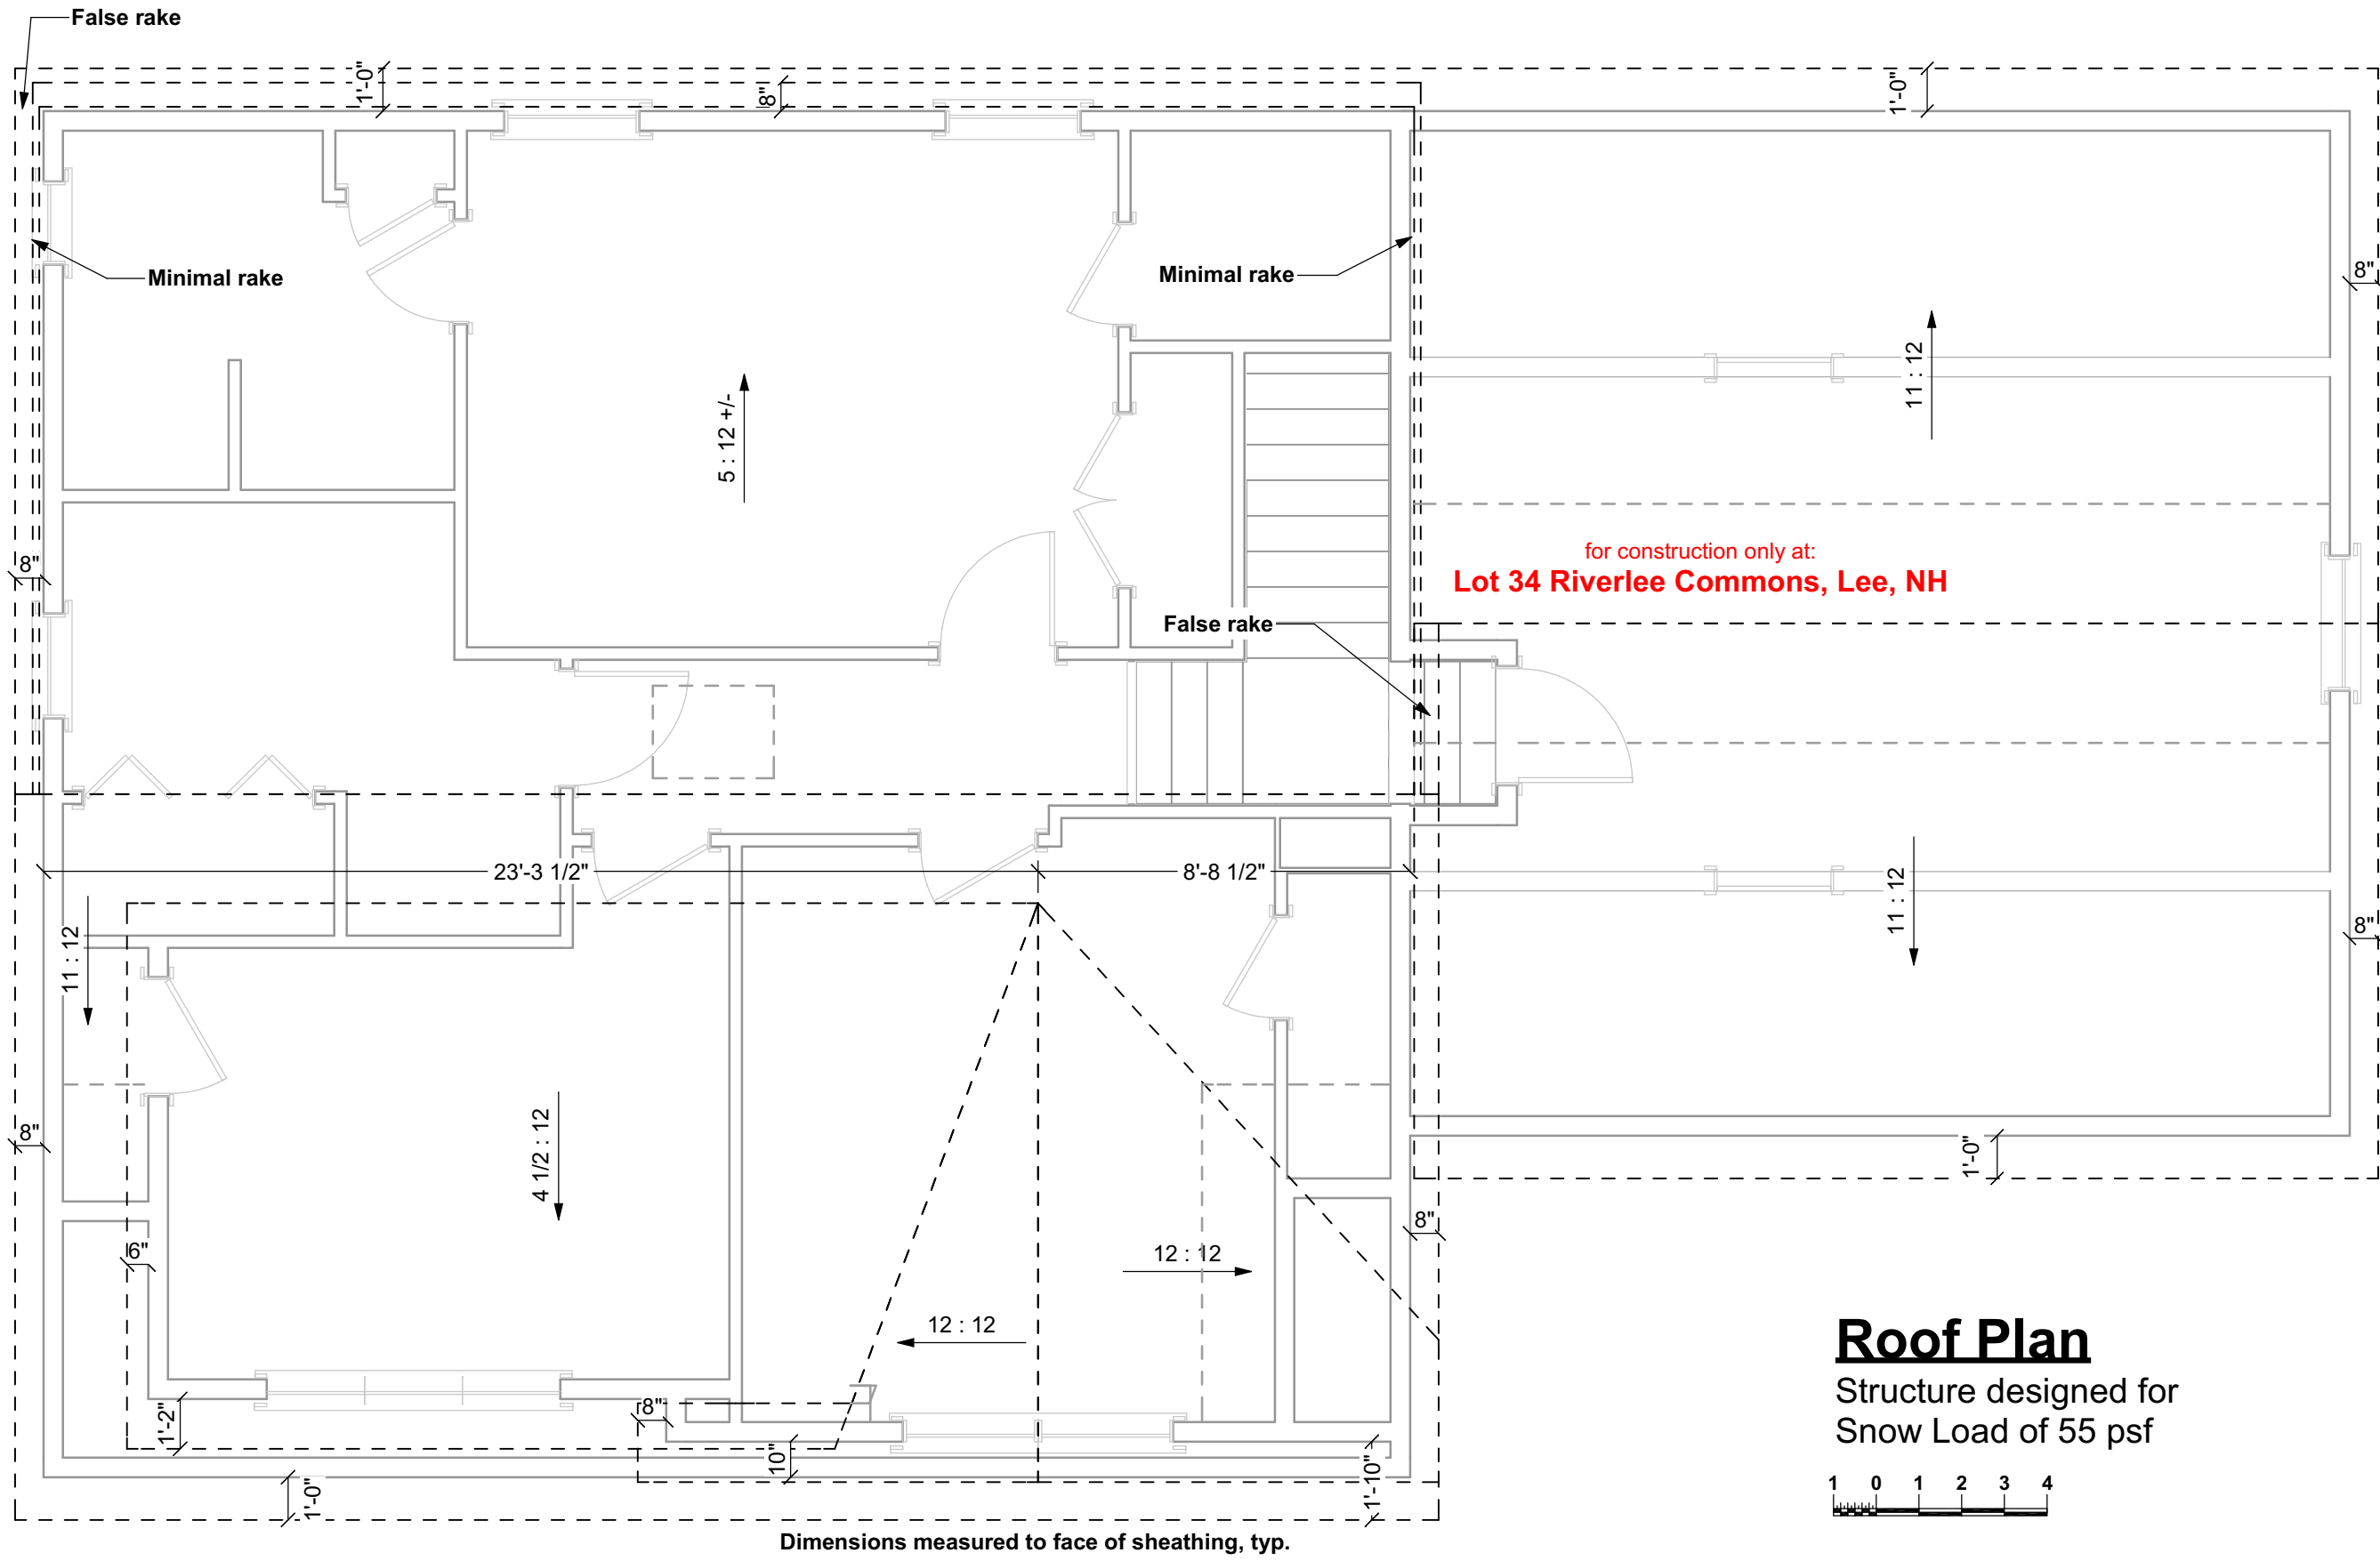 False rake
1'-0"
8"
1'-0"
Minimal rake
Minimal rake
8"
11 : 12
5 : 12 +/-
for construction only at:
Lot 34 Riverlee Commons, Lee, NH
8"
False rake
23'-3 1/2"
8'-8 1/2"
11 : 12
11 : 12
8"
4 1/2 : 12
8"
1'-0"
8"
6"
12 : 12
12 : 12
Roof Plan
Structure designed for
Snow Load of 55 psf
1'-2"
8"
10"
1'-10"
1'-0"
1 0 1 2 3 4
Dimensions measured to face of sheathing, typ.